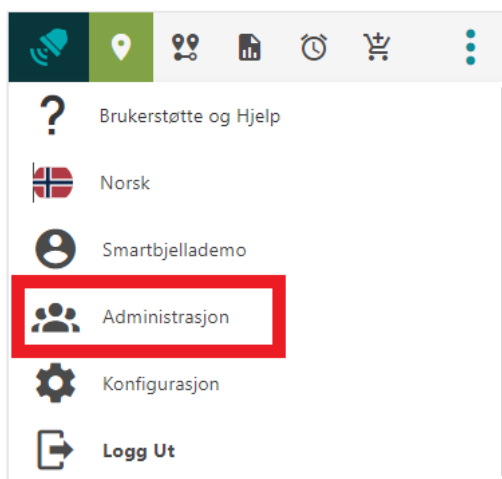 Brukerstøtte og Hjelp
Norsk
Smartbjellademo
Administrasjon
Konfigurasjon
Logg Ut